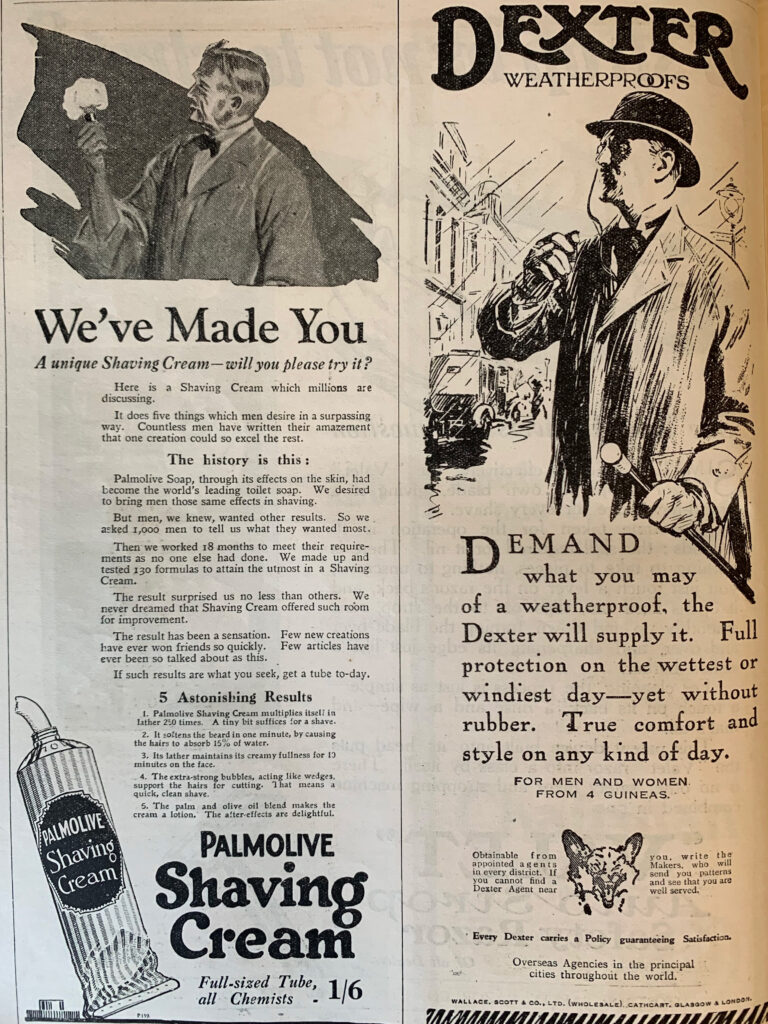 We've Made You
A unique Shaving Cream—will you please try it?
Here is a Shaving Cream which millions are
discussing.
It does five things which men desire in a surpassing
way. Countless men have written their amazement
that one creation could so excel the rest.
The history is this :
Palmolive Soap, through its effects on the skin, had
become the world's leading toilet soap. We desired
to bring men those same effects in shaving.
But men, we knew, wanted other results. So we
asked 1,000 men to tell us what they wanted most.
Then we worked 18 months to meet their require-
ments as no one else had done. We made up and
tested 130 formulas to attain the utmost in a Shaving
Cream.
The result surprised us no less than others. We
never dreamed that Shaving Cream offered such room
for improvement.
The result has been a sensation. Few new creations
have ever won friends so quickly. Few articles have
ever been so talked about as this.
If such results are what you seek, get a tube to-day.
5 Astonishing Results
1. Palmolive Shaving Cream multiplies itself in
lather 250 times. A tiny bit suffices for a shave.
2. It softens the beard in one minute, by causing
the hairs to absorb 15% of water.
3. Its lather maintains its creamy fullness for 10
minutes on the face.
4. The extra-strong bubbles, acting like wedges,
support the hairs for cutting. That means a
quick, clean shave.
5. The palm and olive oil blend makes the
cream a lotion. The after-effects are delightful.
PALMOLIVE
Shaving
Cream
PALMOLIVE
Shaving
Cream
Full-sized Tube,
all Chemists - 1/6
DEXTER
WEATHERPROOFS
DEMAND
what you may
of a weatherproof, the
Dexter will supply it. Full
protection on the wettest or
windiest day—yet without
rubber. True comfort and
style on any kind of day.
FOR MEN AND WOMEN
FROM 4 GUINEAS.
Obtainable from
appointed agents
in every district. If
you cannot find a
Dexter Agent near
you, write the
Makers, who will
send you patterns
and see that you are
well served.
Every Dexter carries a Policy guaranteeing Satisfaction.
Overseas Agencies in the principal
cities throughout the world.
WALLACE, SCOTT & CO., LTD. (WHOLESALE), CATHCART, GLASGOW & LONDON.